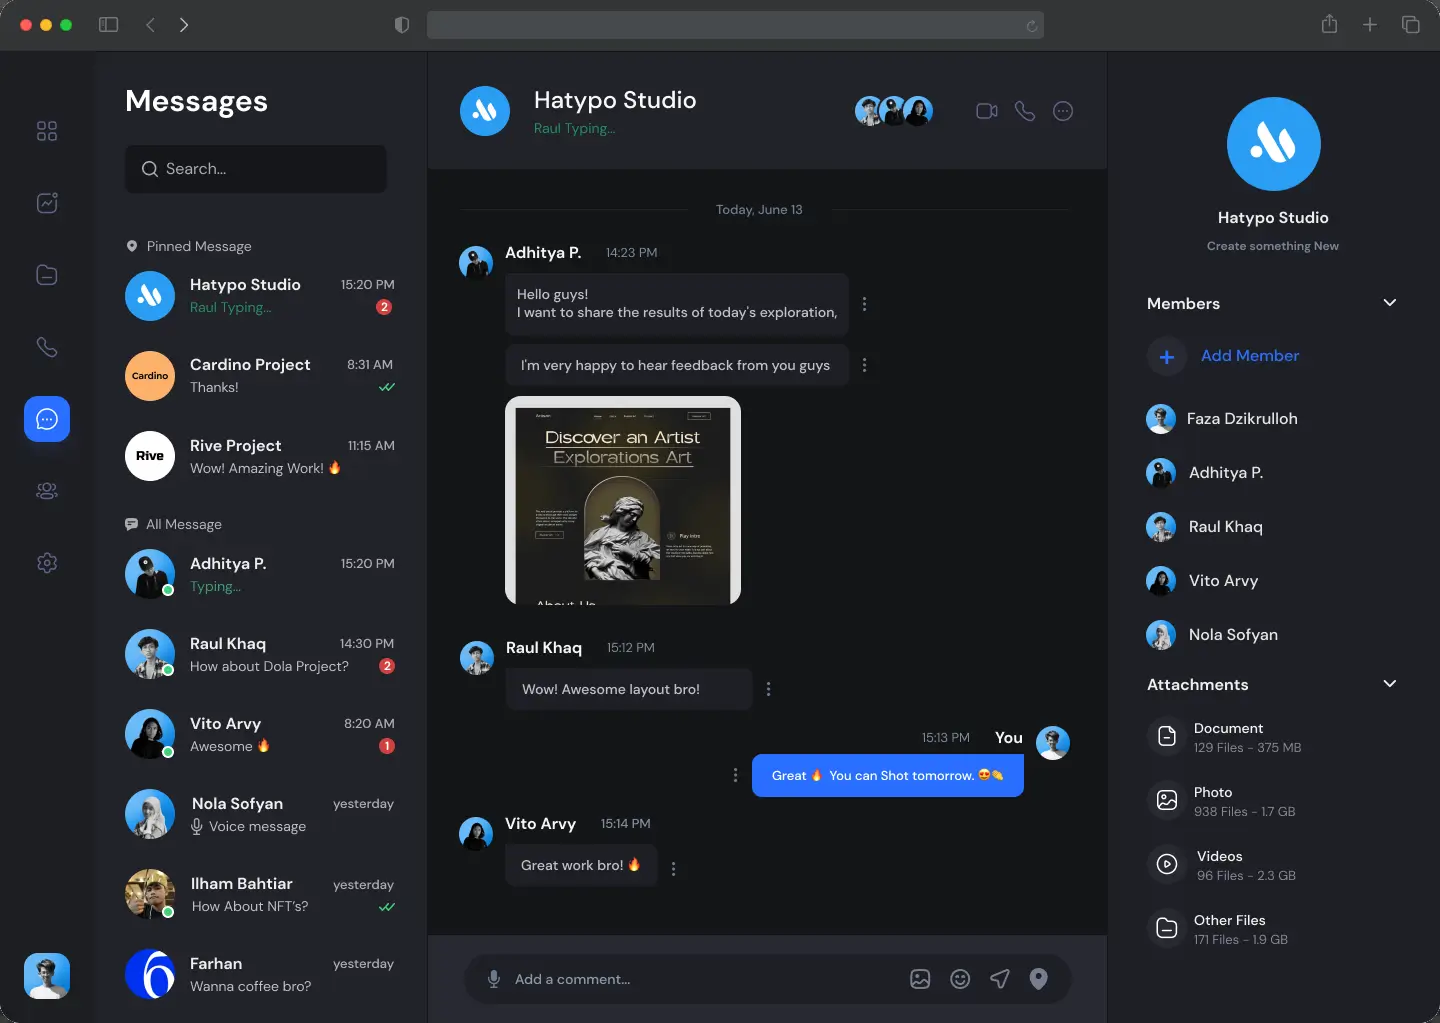 Messages
Search...
Pinned Message
Hatypo Studio
15:20 PM
Raul Typing...
2
Cardino
Cardino Project
8:31 AM
Thanks!
Rive
Rive Project
11:15 AM
Wow! Amazing Work! 🔥
All Message
Adhitya P.
15:20 PM
Typing...
Raul Khaq
14:30 PM
How about Dola Project?
2
Vito Arvy
8:20 AM
Awesome 🔥
1
Nola Sofyan
yesterday
Voice message
Ilham Bahtiar
yesterday
How About NFT's?
Farhan
yesterday
Wanna coffee bro?
Hatypo Studio
Raul Typing...
Today, June 13
Adhitya P.
14:23 PM
Hello guys!
I want to share the results of today's exploration,
I'm very happy to hear feedback from you guys
Discover an Artist
Explorations Art
Play Intro
About Us
Raul Khaq
15:12 PM
Wow! Awesome layout bro!
15:13 PM
You
Great 🔥 You can Shot tomorrow. 😍👏
Vito Arvy
15:14 PM
Great work bro! 🔥
Add a comment...
Hatypo Studio
Create something New
Members
Add Member
Faza Dzikrulloh
Adhitya P.
Raul Khaq
Vito Arvy
Nola Sofyan
Attachments
Document
129 Files - 375 MB
Photo
938 Files - 1.7 GB
Videos
96 Files - 2.3 GB
Other Files
171 Files - 1.9 GB